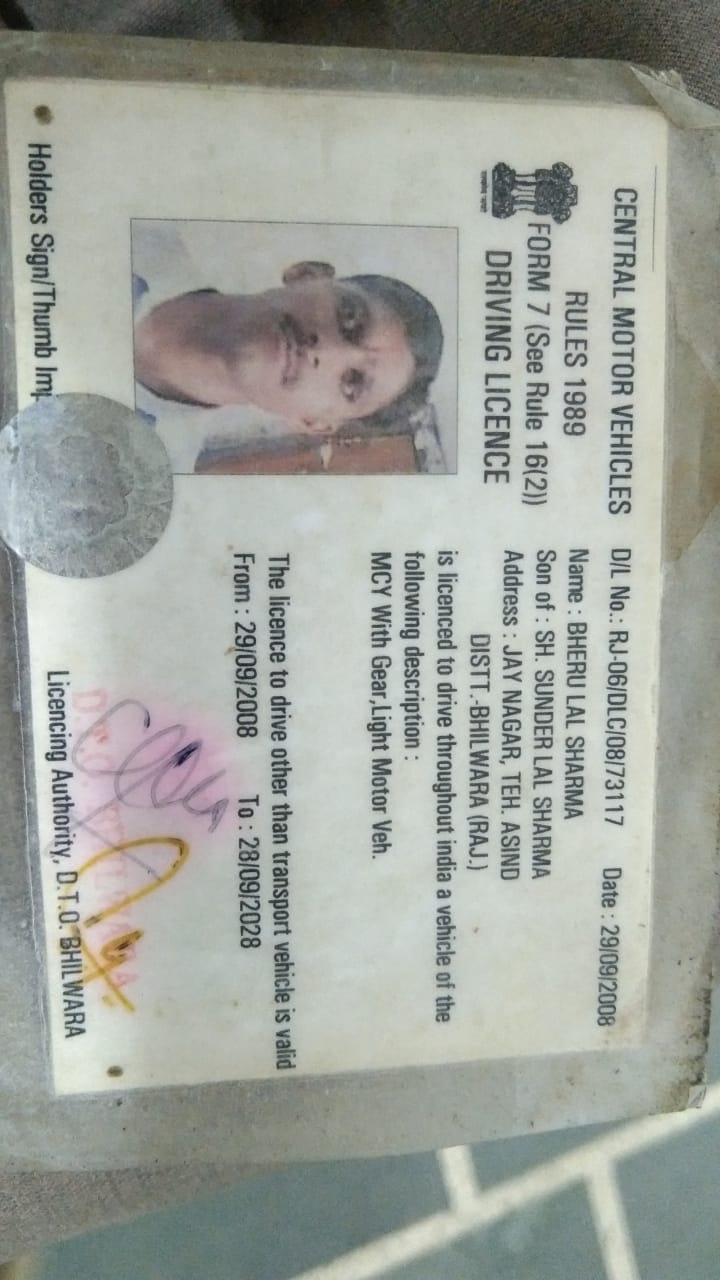 CENTRAL MOTOR VEHICLES
RULES 1989
FORM 7 (See Rule 16(2))
DRIVING LICENCE
D/L No.: RJ-06/DLC/08/73117 Date : 29/09/2008
Name : BHERU LAL SHARMA
Son of : SH. SUNDER LAL SHARMA
Address : JAY NAGAR, TEH. ASIND
DISTT.-BHILWARA (RAJ.)
is licenced to drive throughout india a vehicle of the
following description :
MCY With Gear,Light Motor Veh.
The licence to drive other than transport vehicle is valid
From : 29/09/2008 To : 28/09/2028
Holders Sign/Thumb Imp
Licencing Authority, D.T.O. BHILWARA